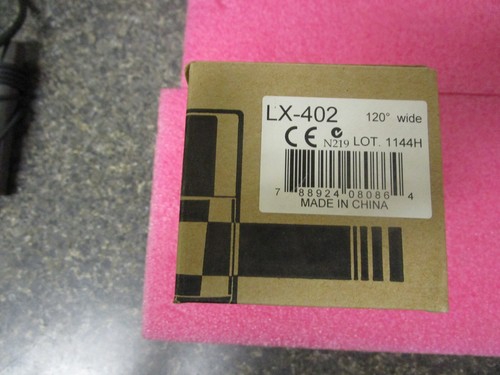 LX-402 120° wide
CE N219 LOT. 1144H
7 88924 08086 4
MADE IN CHINA